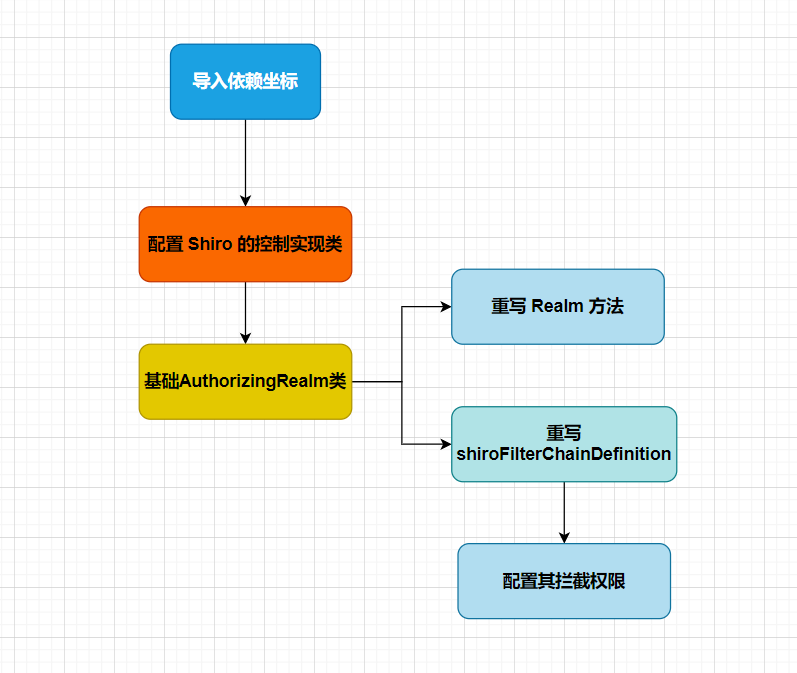 导入依赖坐标
配置 Shiro 的控制实现类
基础AuthorizingRealm类
重写 Realm 方法
重写
shiroFilterChainDefinition
配置其拦截权限